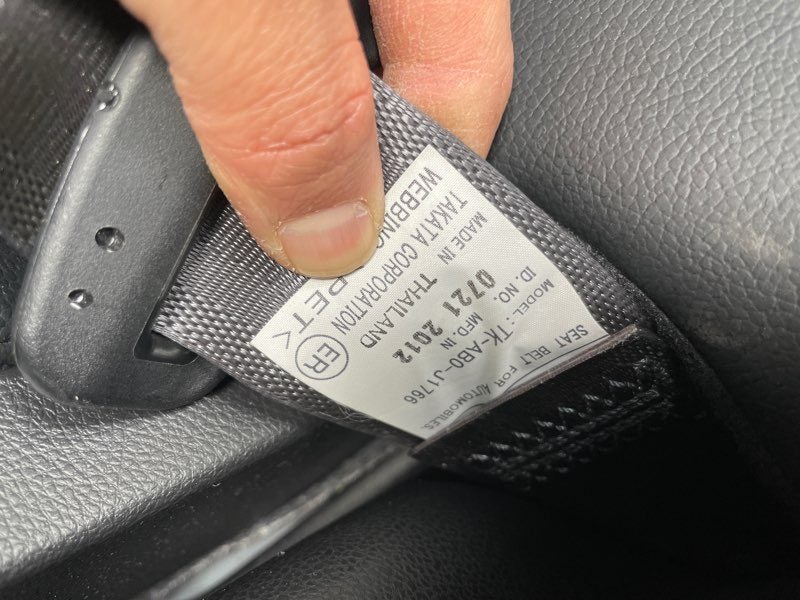 SEAT BELT FOR AUTOMOBILES.
MODEL : TK-AB0-J1766
ID. NO. MFD. IN
0721 2012
MADE IN THAILAND
TAKATA CORPORATION
WEBBING PET<
ER